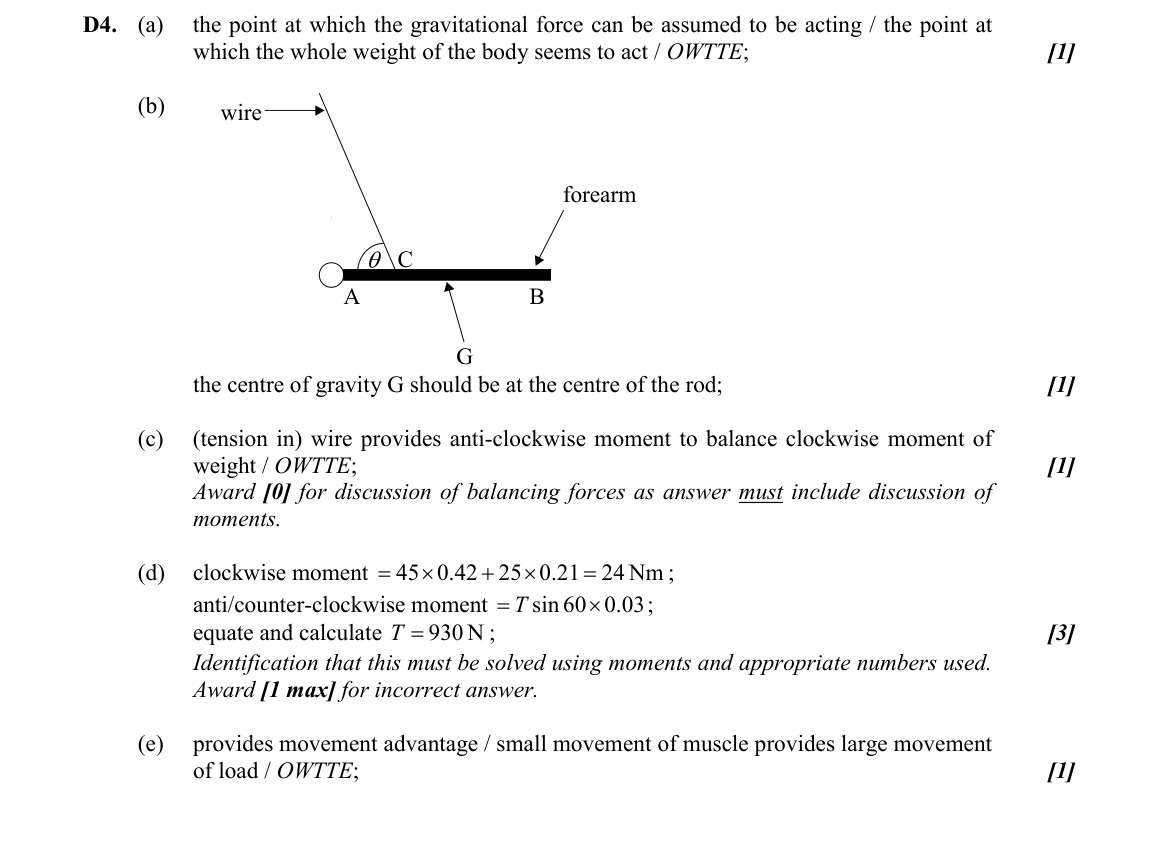 D4. (a) the point at which the gravitational force can be assumed to be acting / the point at
which the whole weight of the body seems to act / OWTTE; [1]
(b)
wire
forearm
θ C
A B
G
the centre of gravity G should be at the centre of the rod; [1]
(c) (tension in) wire provides anti-clockwise moment to balance clockwise moment of
weight / OWTTE; [1]
Award [0] for discussion of balancing forces as answer must include discussion of
moments.
(d) clockwise moment = 45×0.42+25×0.21=24 Nm ;
anti/counter-clockwise moment = T sin 60×0.03;
equate and calculate T = 930 N ; [3]
Identification that this must be solved using moments and appropriate numbers used.
Award [1 max] for incorrect answer.
(e) provides movement advantage / small movement of muscle provides large movement
of load / OWTTE; [1]